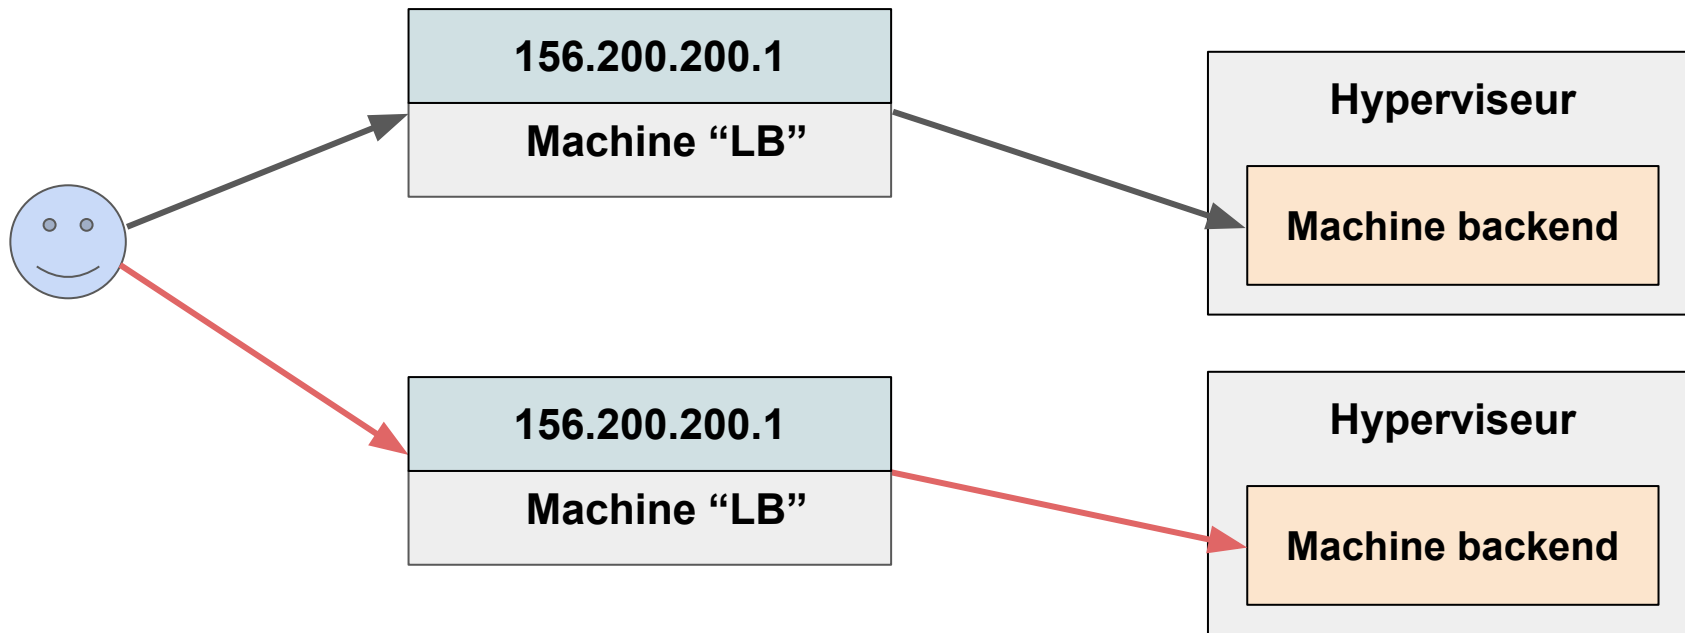 156.200.200.1
Machine “LB”
Hyperviseur
Machine backend
156.200.200.1
Machine “LB”
Hyperviseur
Machine backend